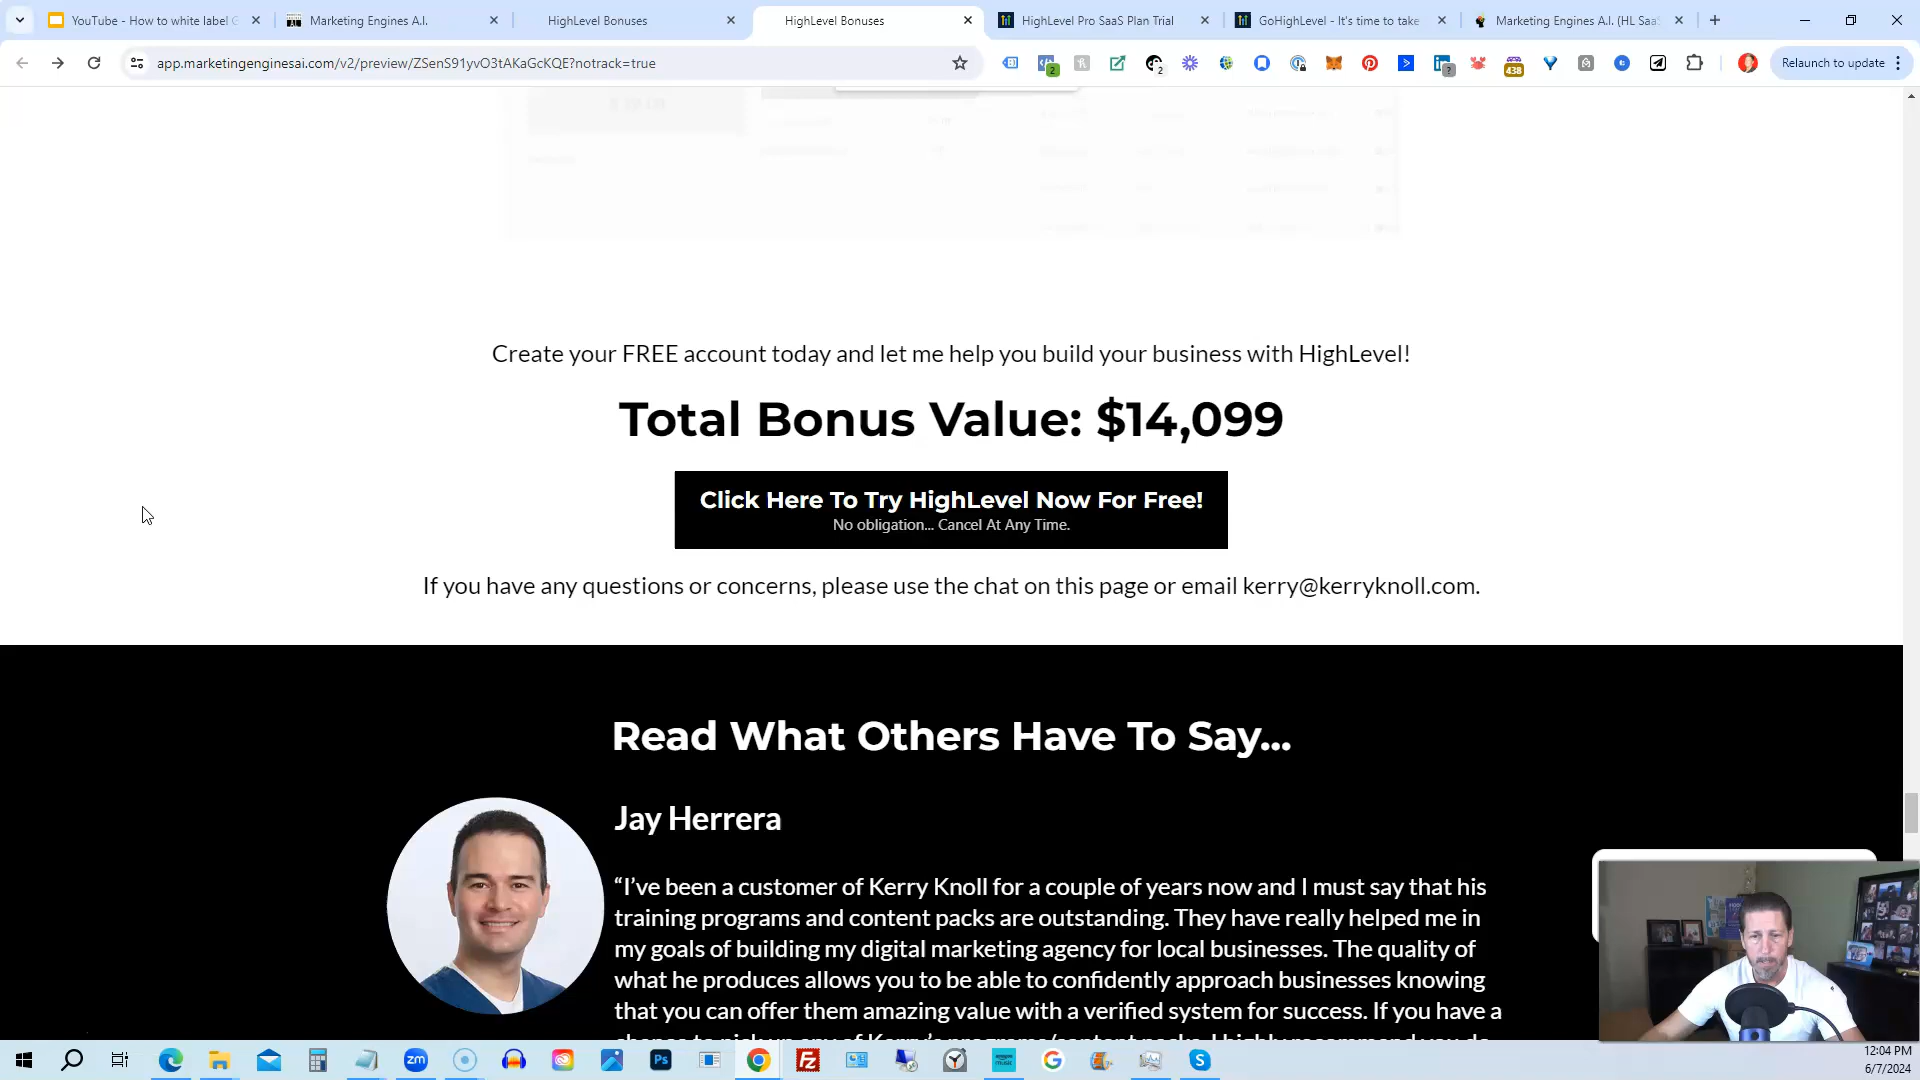 YouTube - How to white label G
Marketing Engines A.I.
HighLevel Bonuses
HighLevel Bonuses
HighLevel Pro SaaS Plan Trial
GoHighLevel - It's time to take
Marketing Engines A.I. (HL Saa
app.marketingenginesai.com/v2/preview/ZSenS91yvO3tAKaGcKQE?notrack=true
2
2
?
438
Relaunch to update
Create your FREE account today and let me help you build your business with HighLevel!
Total Bonus Value: $14,099
Click Here To Try HighLevel Now For Free!
No obligation... Cancel At Any Time.
If you have any questions or concerns, please use the chat on this page or email kerry@kerryknoll.com.
Read What Others Have To Say...
Jay Herrera
“I’ve been a customer of Kerry Knoll for a couple of years now and I must say that his
training programs and content packs are outstanding. They have really helped me in
my goals of building my digital marketing agency for local businesses. The quality of
what he produces allows you to be able to confidently approach businesses knowing
that you can offer them amazing value with a verified system for success. If you have a
zm
Ps
12:04 PM
6/7/2024